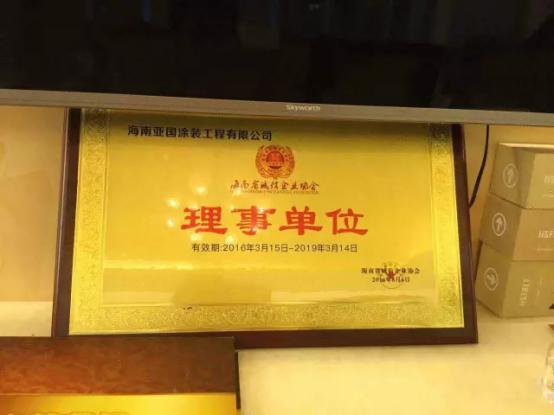 Skyworth
海南亚国涂装工程有限公司
海南省诚信企业协会
理事单位
有效期:2016年3月15日-2019年3月14日
海南省诚信企业协会